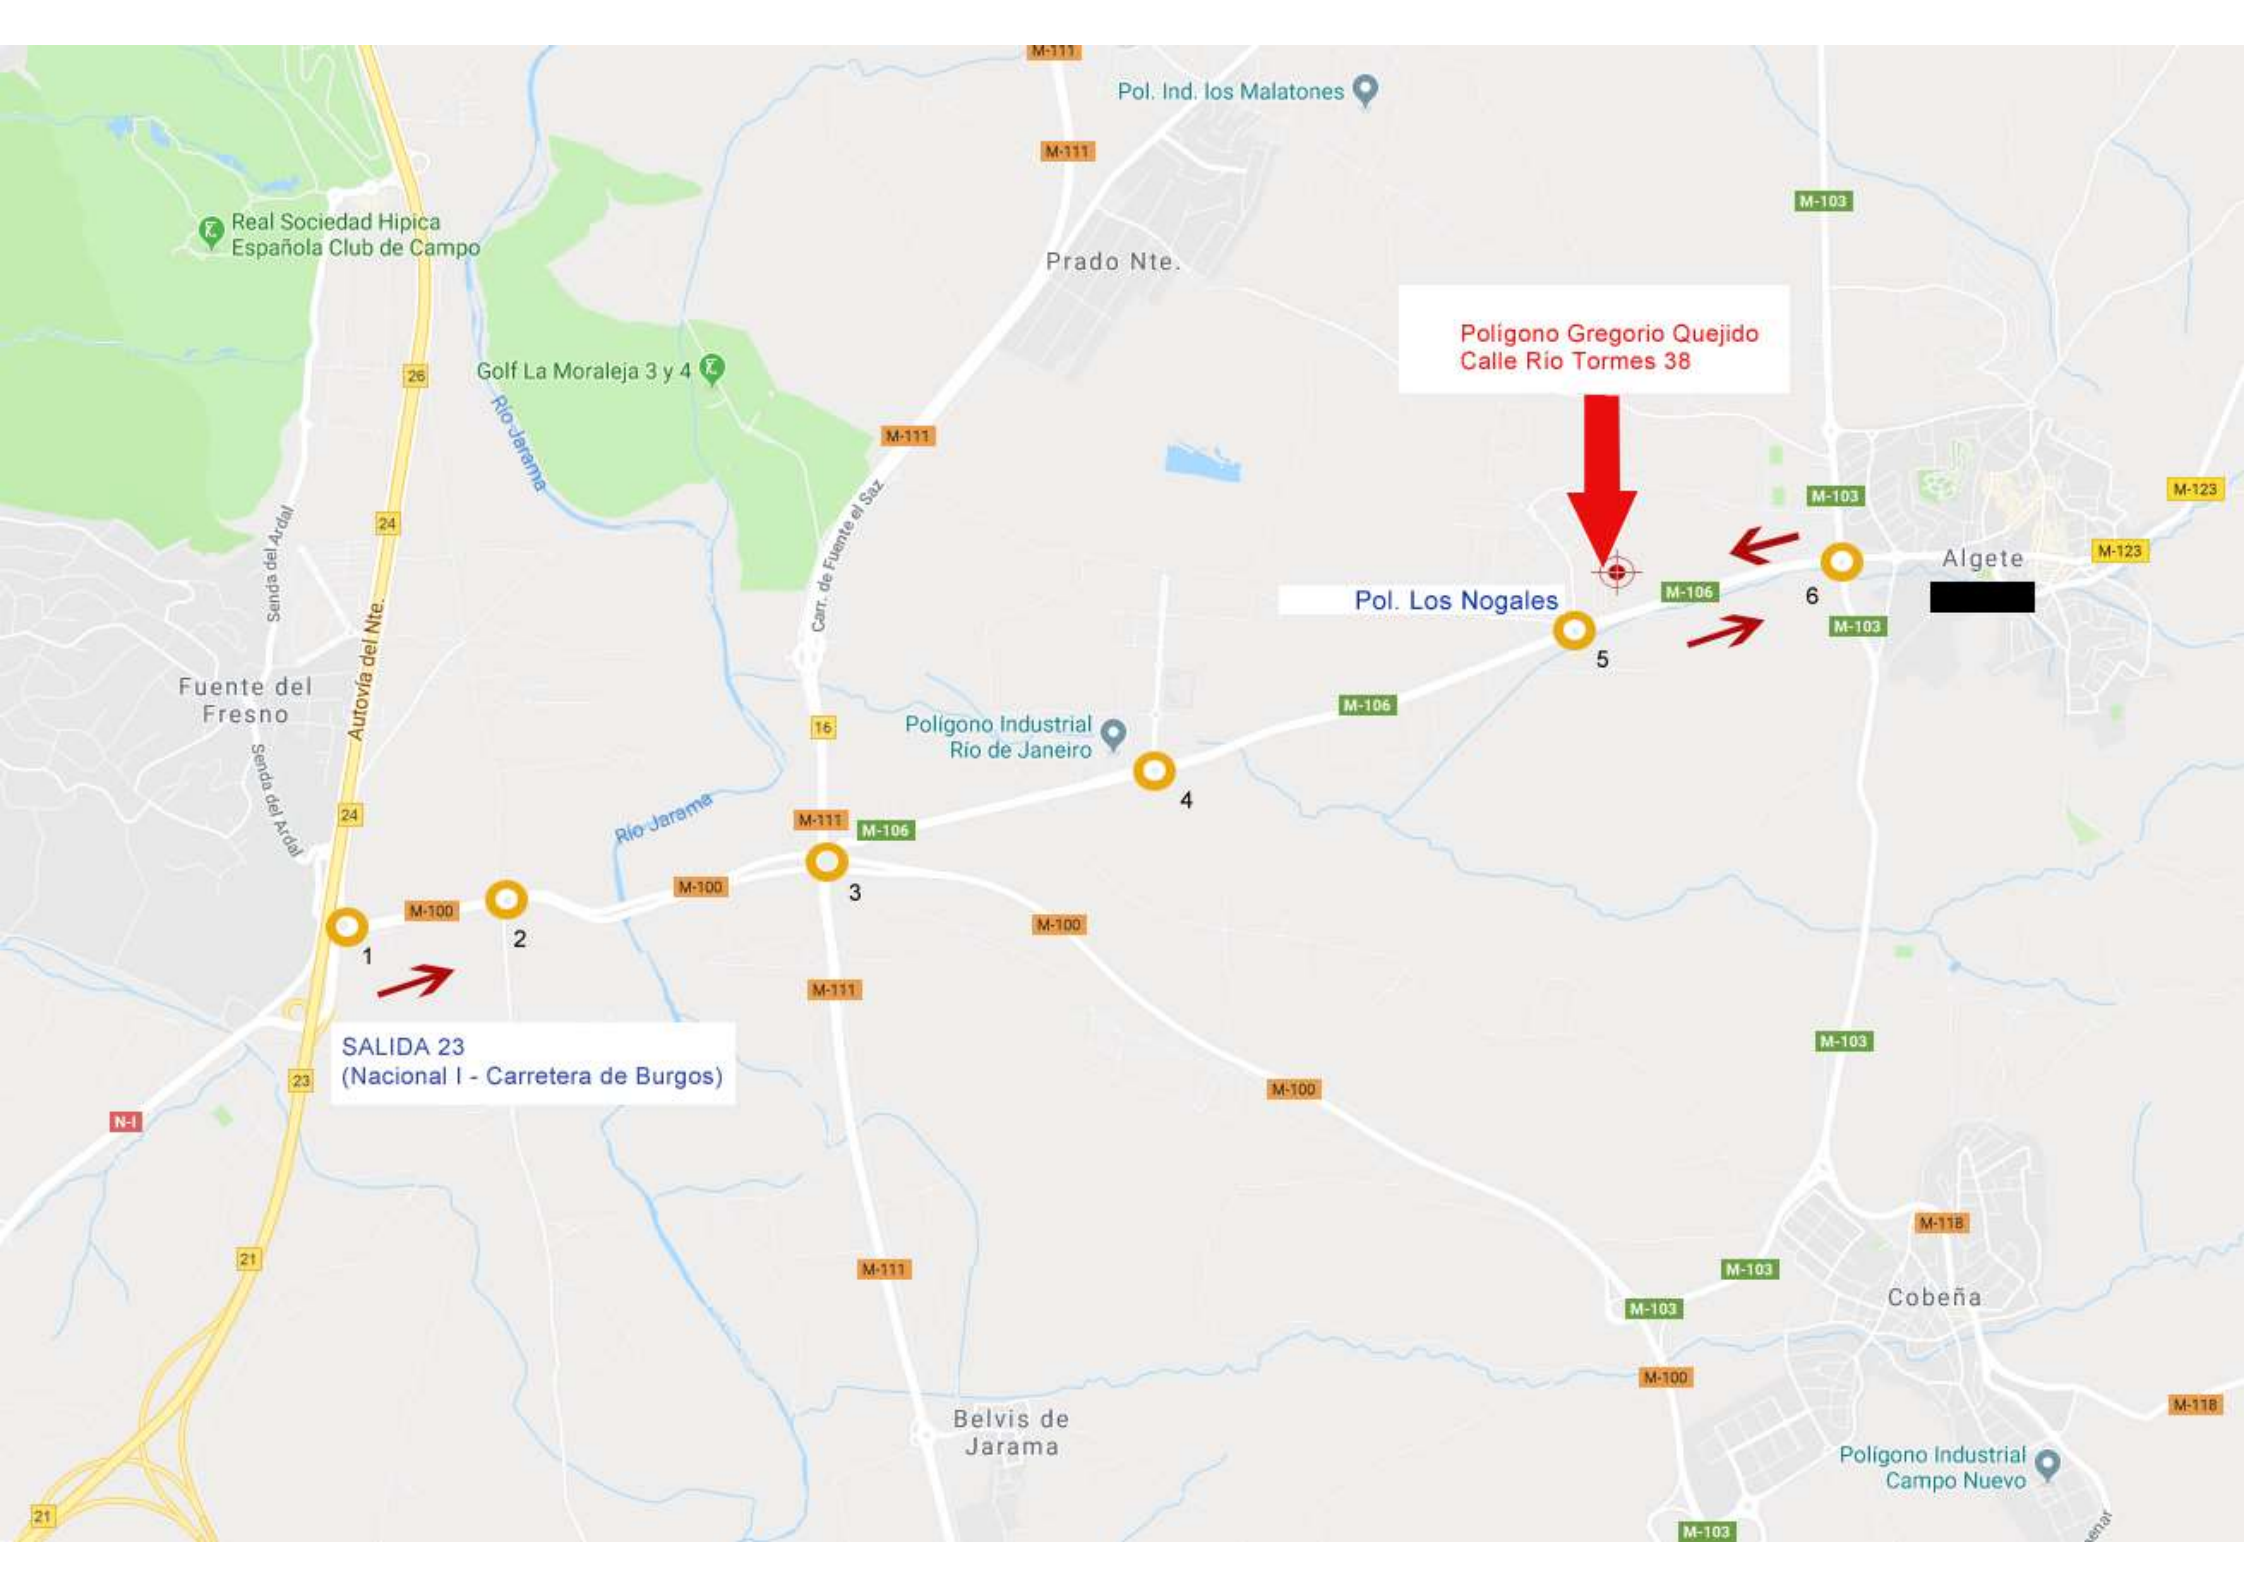 M-111
Pol. Ind. los Malatones
M-111
M-103
Real Sociedad Hipica
Española Club de Campo
Prado Nte.
Polígono Gregorio Quejido
Calle Río Tormes 38
26
Golf La Moraleja 3 y 4
Río Jarama
M-111
Carr. de Fuente el Saz
M-103
M-123
24
Senda del Ardal
M-123
Algete
M-106
Pol. Los Nogales
6
M-103
5
Autovía del Nte.
Fuente del
Fresno
Senda del Ardal
16
Polígono Industrial
Río de Janeiro
M-106
4
24
Río Jarama
M-111
M-106
M-100
3
M-100
2
1
M-100
M-111
SALIDA 23
(Nacional I - Carretera de Burgos)
23
M-103
M-100
N-I
M-118
21
M-111
M-103
M-103
Cobeña
M-100
M-118
Belvis de
Jarama
Polígono Industrial
Campo Nuevo
21
M-103
enar